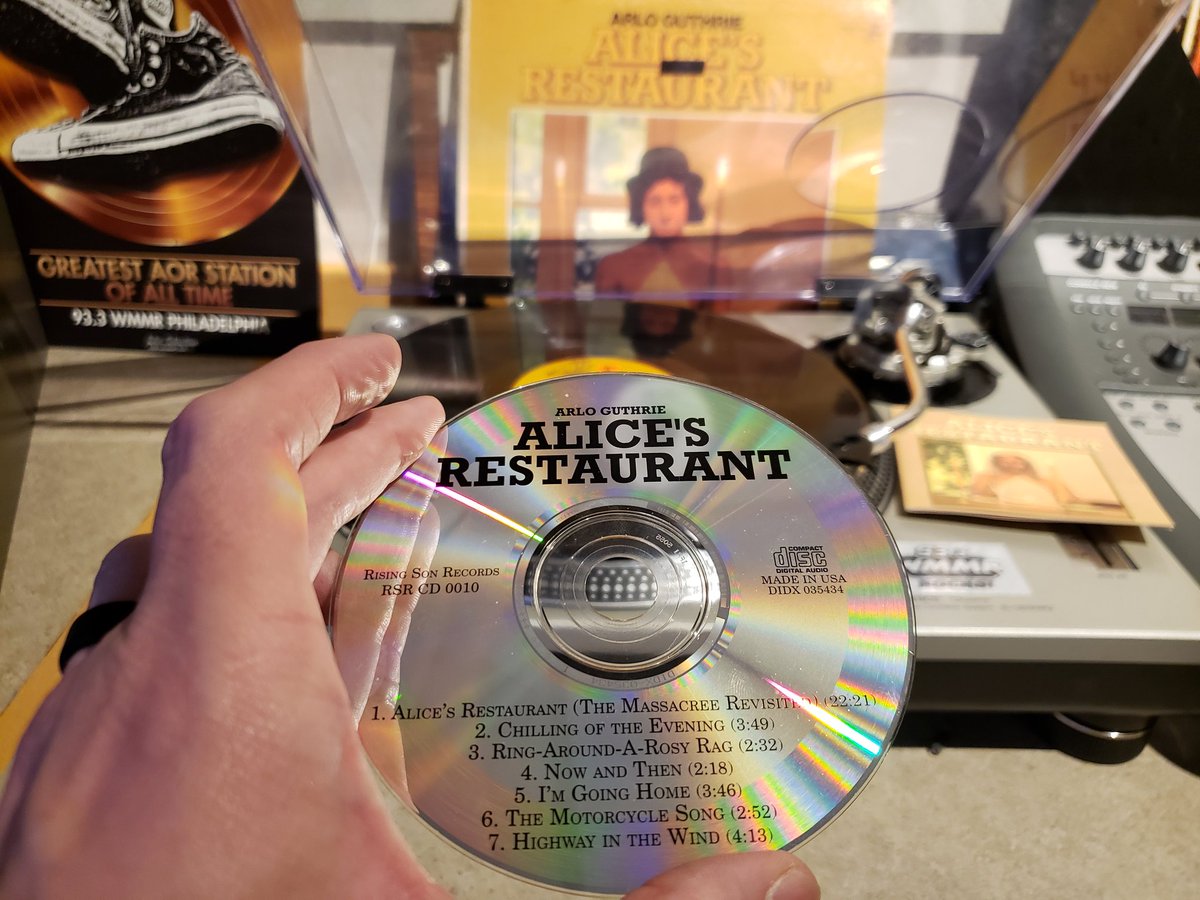 ARLO GUTHRIE
ALICE'S
RESTAURANT
GREATEST AOR STATION
OF ALL TIME
93.3 WMMR PHILADELPHIA
ARLO GUTHRIE
ALICE'S
RESTAURANT
RISING SON RECORDS
RSR CD 0010
COMPACT
disc
DIGITAL AUDIO
MADE IN USA
DIDX 035434
1. ALICE'S RESTAURANT (THE MASSACREE REVISITED) (22:21)
2. CHILLING OF THE EVENING (3:49)
3. RING-AROUND-A-ROSY RAG (2:32)
4. NOW AND THEN (2:18)
5. I'M GOING HOME (3:46)
6. THE MOTORCYCLE SONG (2:52)
7. HIGHWAY IN THE WIND (4:13)
WMMR